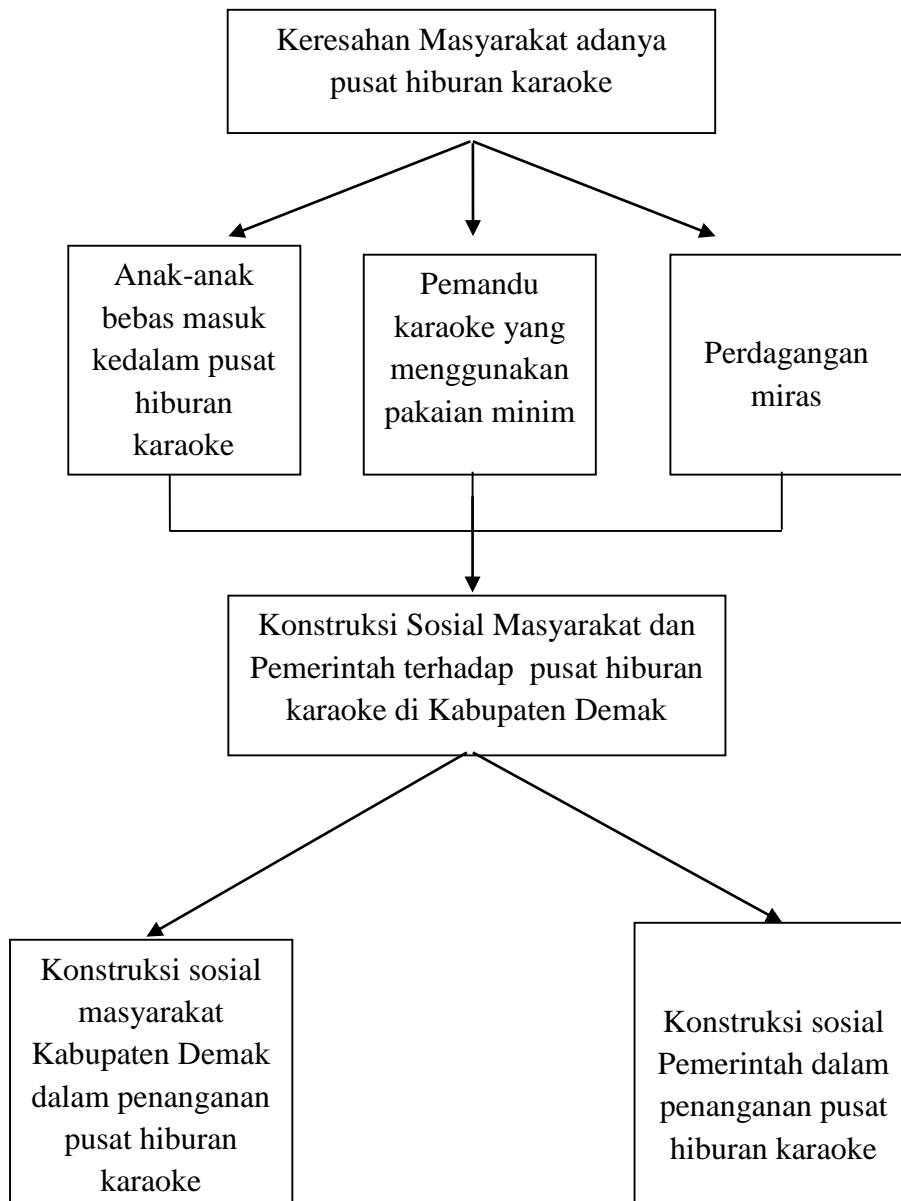 Keresahan Masyarakat adanya
pusat hiburan karaoke
Anak-anak
bebas masuk
kedalam pusat
hiburan
karaoke
Pemandu
karaoke yang
menggunakan
pakaian minim
Perdagangan
miras
Konstruksi Sosial Masyarakat dan
Pemerintah terhadap  pusat hiburan
karaoke di Kabupaten Demak
Konstruksi sosial
masyarakat
Kabupaten Demak
dalam penanganan
pusat hiburan
karaoke
Konstruksi sosial
Pemerintah dalam
penanganan pusat
hiburan karaoke